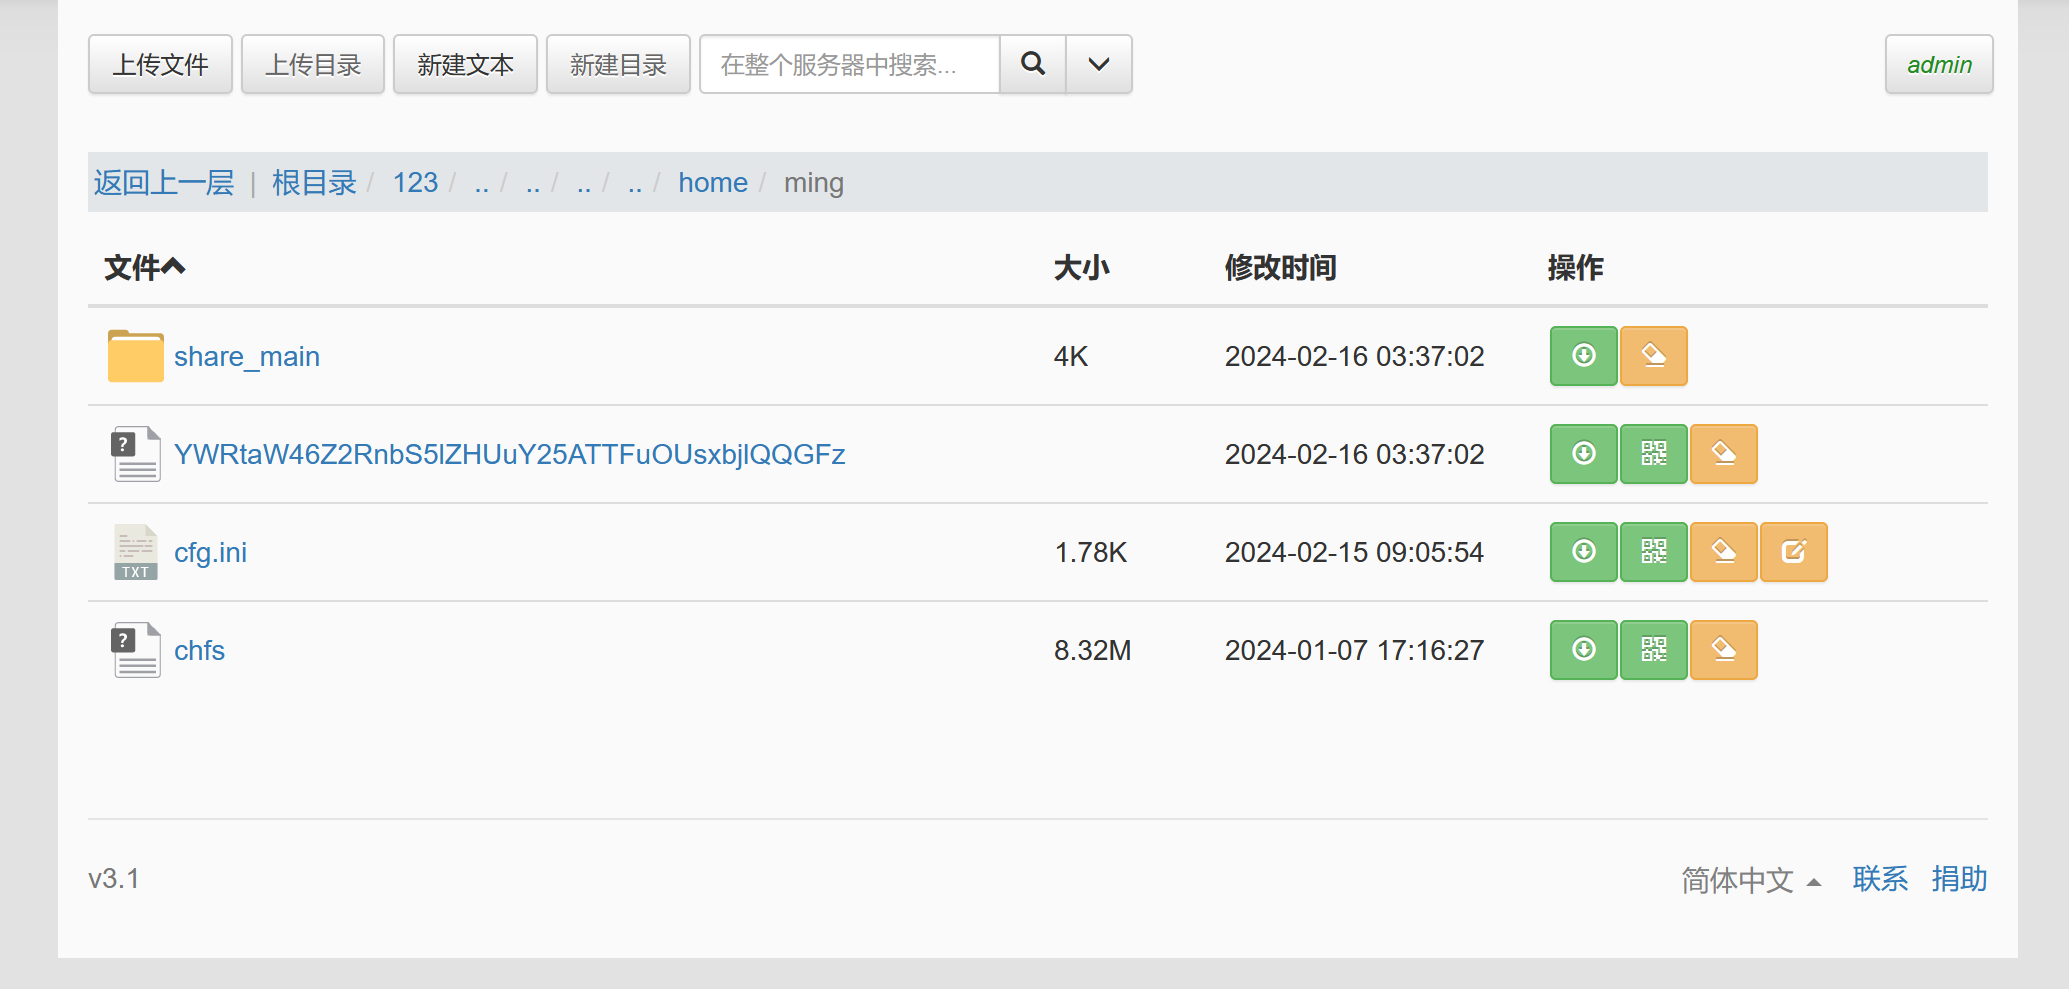 上传文件 上传目录 新建文本 新建目录 在整个服务器中搜索... admin
返回上一层 | 根目录 / 123 / .. / .. / .. / .. / home / ming
文件 大小 修改时间 操作
share_main 4K 2024-02-16 03:37:02
YWRtaW46Z2RnbS5lZHUuY25ATTFuOUsxbjlQQGFz 2024-02-16 03:37:02
TXT cfg.ini 1.78K 2024-02-15 09:05:54
chfs 8.32M 2024-01-07 17:16:27
v3.1 简体中文 联系 捐助